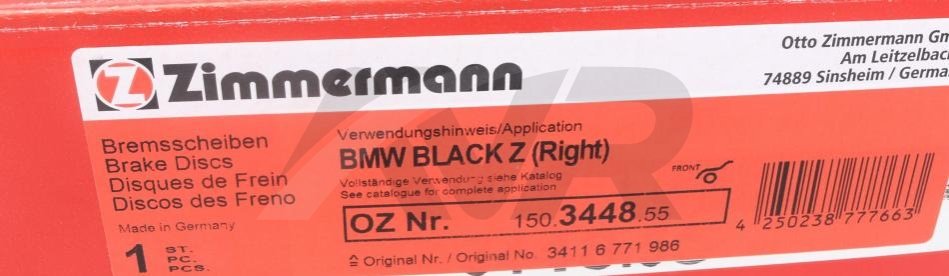 Z Zimmermann
Otto Zimmermann Gm
Am Leitzelbach
74889 Sinsheim / Germa
Bremsscheiben
Brake Discs
Disques de Frein
Discos des Freno
Made in Germany
1 ST.
PC.
PCS.
Verwendungshinweis/Application
BMW BLACK Z (Right)
Vollständige Verwendung siehe Katalog
See catalogue for complete application
OZ Nr. 150.3448.55
≙ Original Nr. / Original No. 3411 6 771 986
FRONT
4 250238 777663